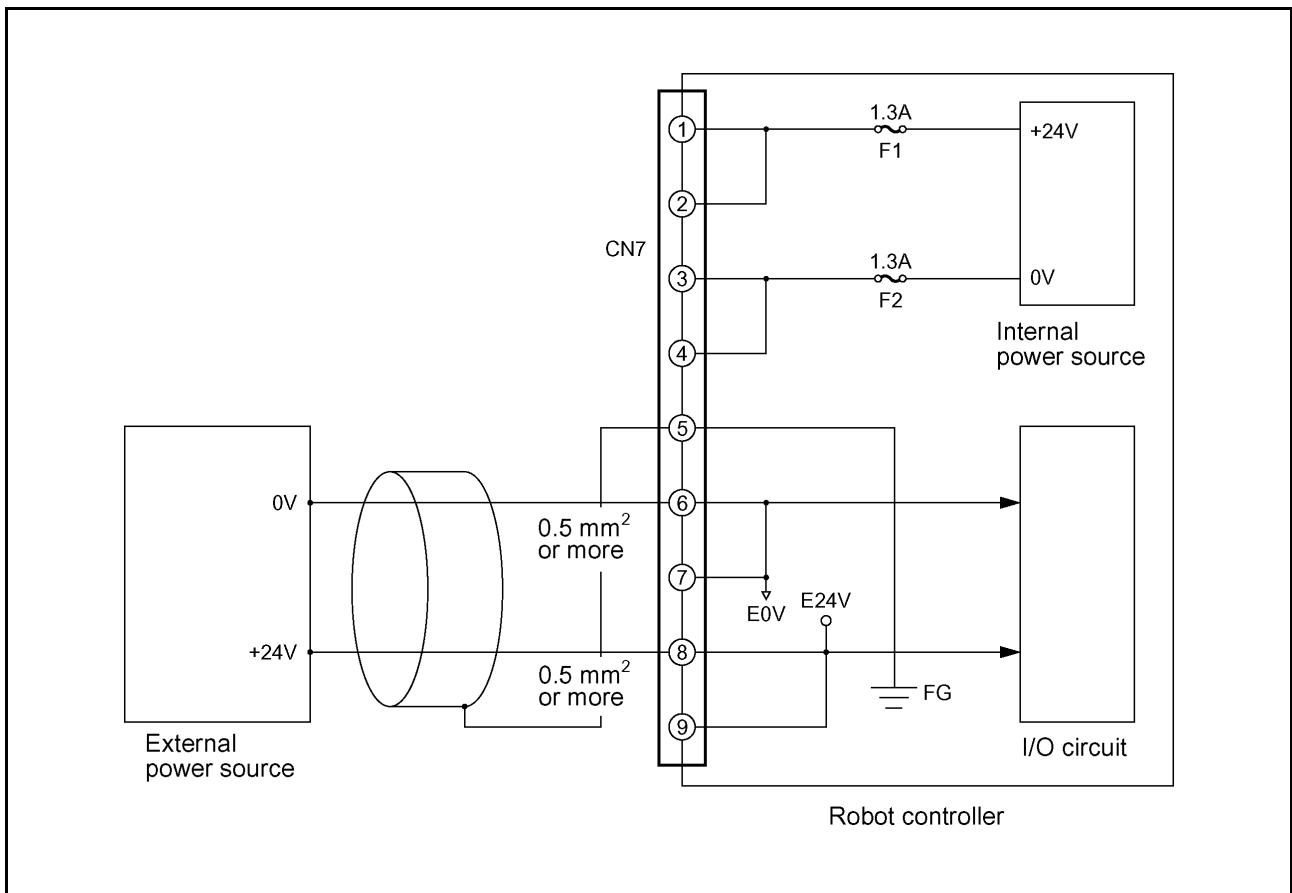 1.3A
1
+24V
F1
2
CN7
1.3A
3
0V
F2
Internal
power source
4
5
0V
6
0.5 mm2
or more
7
E0V
E24V
+24V
8
0.5 mm2
or more
FG
9
External
power source
I/O circuit
Robot controller